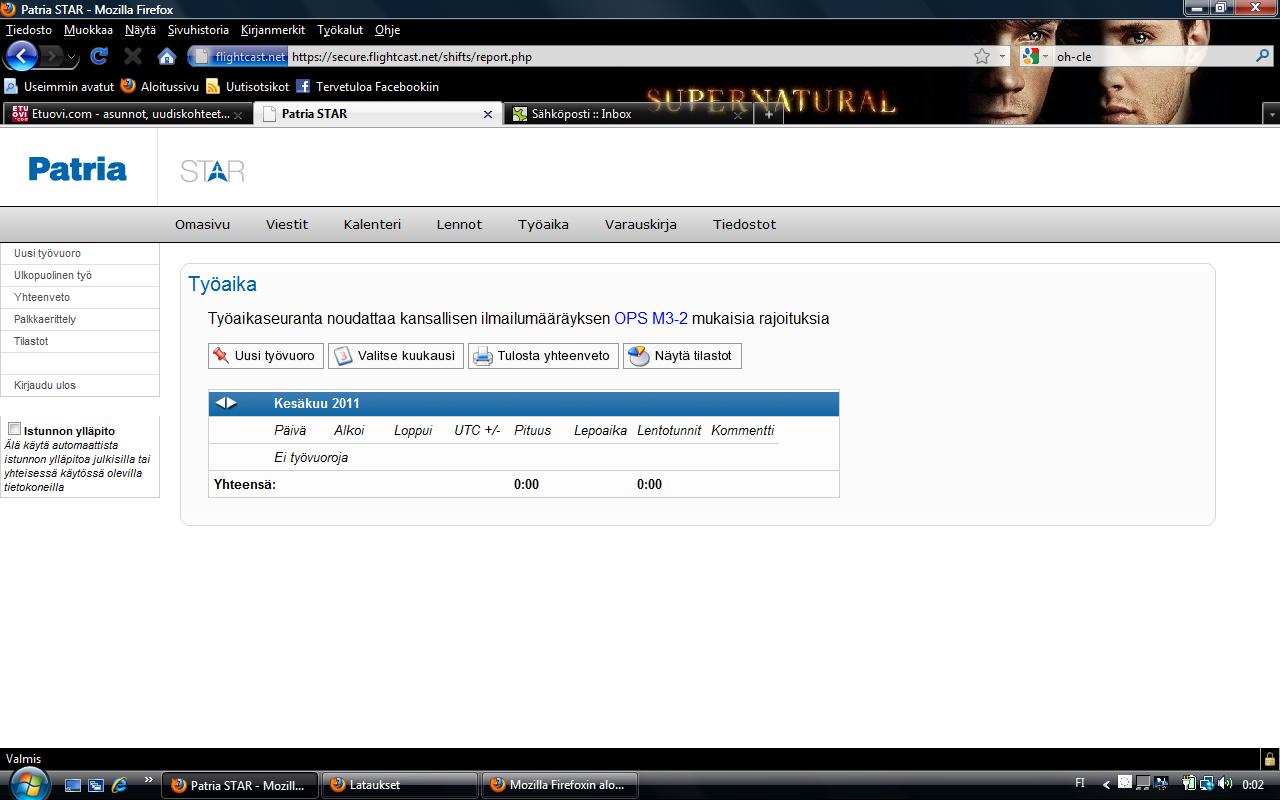 Patria STAR - Mozilla Firefox
Tiedosto Muokkaa Näytä Sivuhistoria Kirjanmerkit Työkalut Ohje
flightcast.net https://secure.flightcast.net/shifts/report.php oh-cle
Useimmin avatut Aloitussivu Uutisotsikot Tervetuloa Facebookiin
SUPERNATURAL
ETUOVI.COM Etuovi.com - asunnot, uudiskohteet... Patria STAR Sähköposti :: Inbox
Patria STAR
Omasivu Viestit Kalenteri Lennot Työaika Varauskirja Tiedostot
Uusi työvuoro
Ulkopuolinen työ
Yhteenveto
Palkkaerittely
Tilastot
Kirjaudu ulos
Istunnon ylläpito
Älä käytä automaattista
istunnon ylläpitoa julkisilla tai
yhteisessä käytössä olevilla
tietokoneilla
Työaika
Työaikaseuranta noudattaa kansallisen ilmailumääräyksen OPS M3-2 mukaisia rajoituksia
Uusi työvuoro 3 Valitse kuukausi Tulosta yhteenveto Näytä tilastot
Kesäkuu 2011
Päivä Alkoi Loppui UTC +/- Pituus Lepoaika Lentotunnit Kommentti
Ei työvuoroja
Yhteensä: 0:00 0:00
Valmis
Patria STAR - Mozill... Lataukset Mozilla Firefoxin alo... FI 0:02